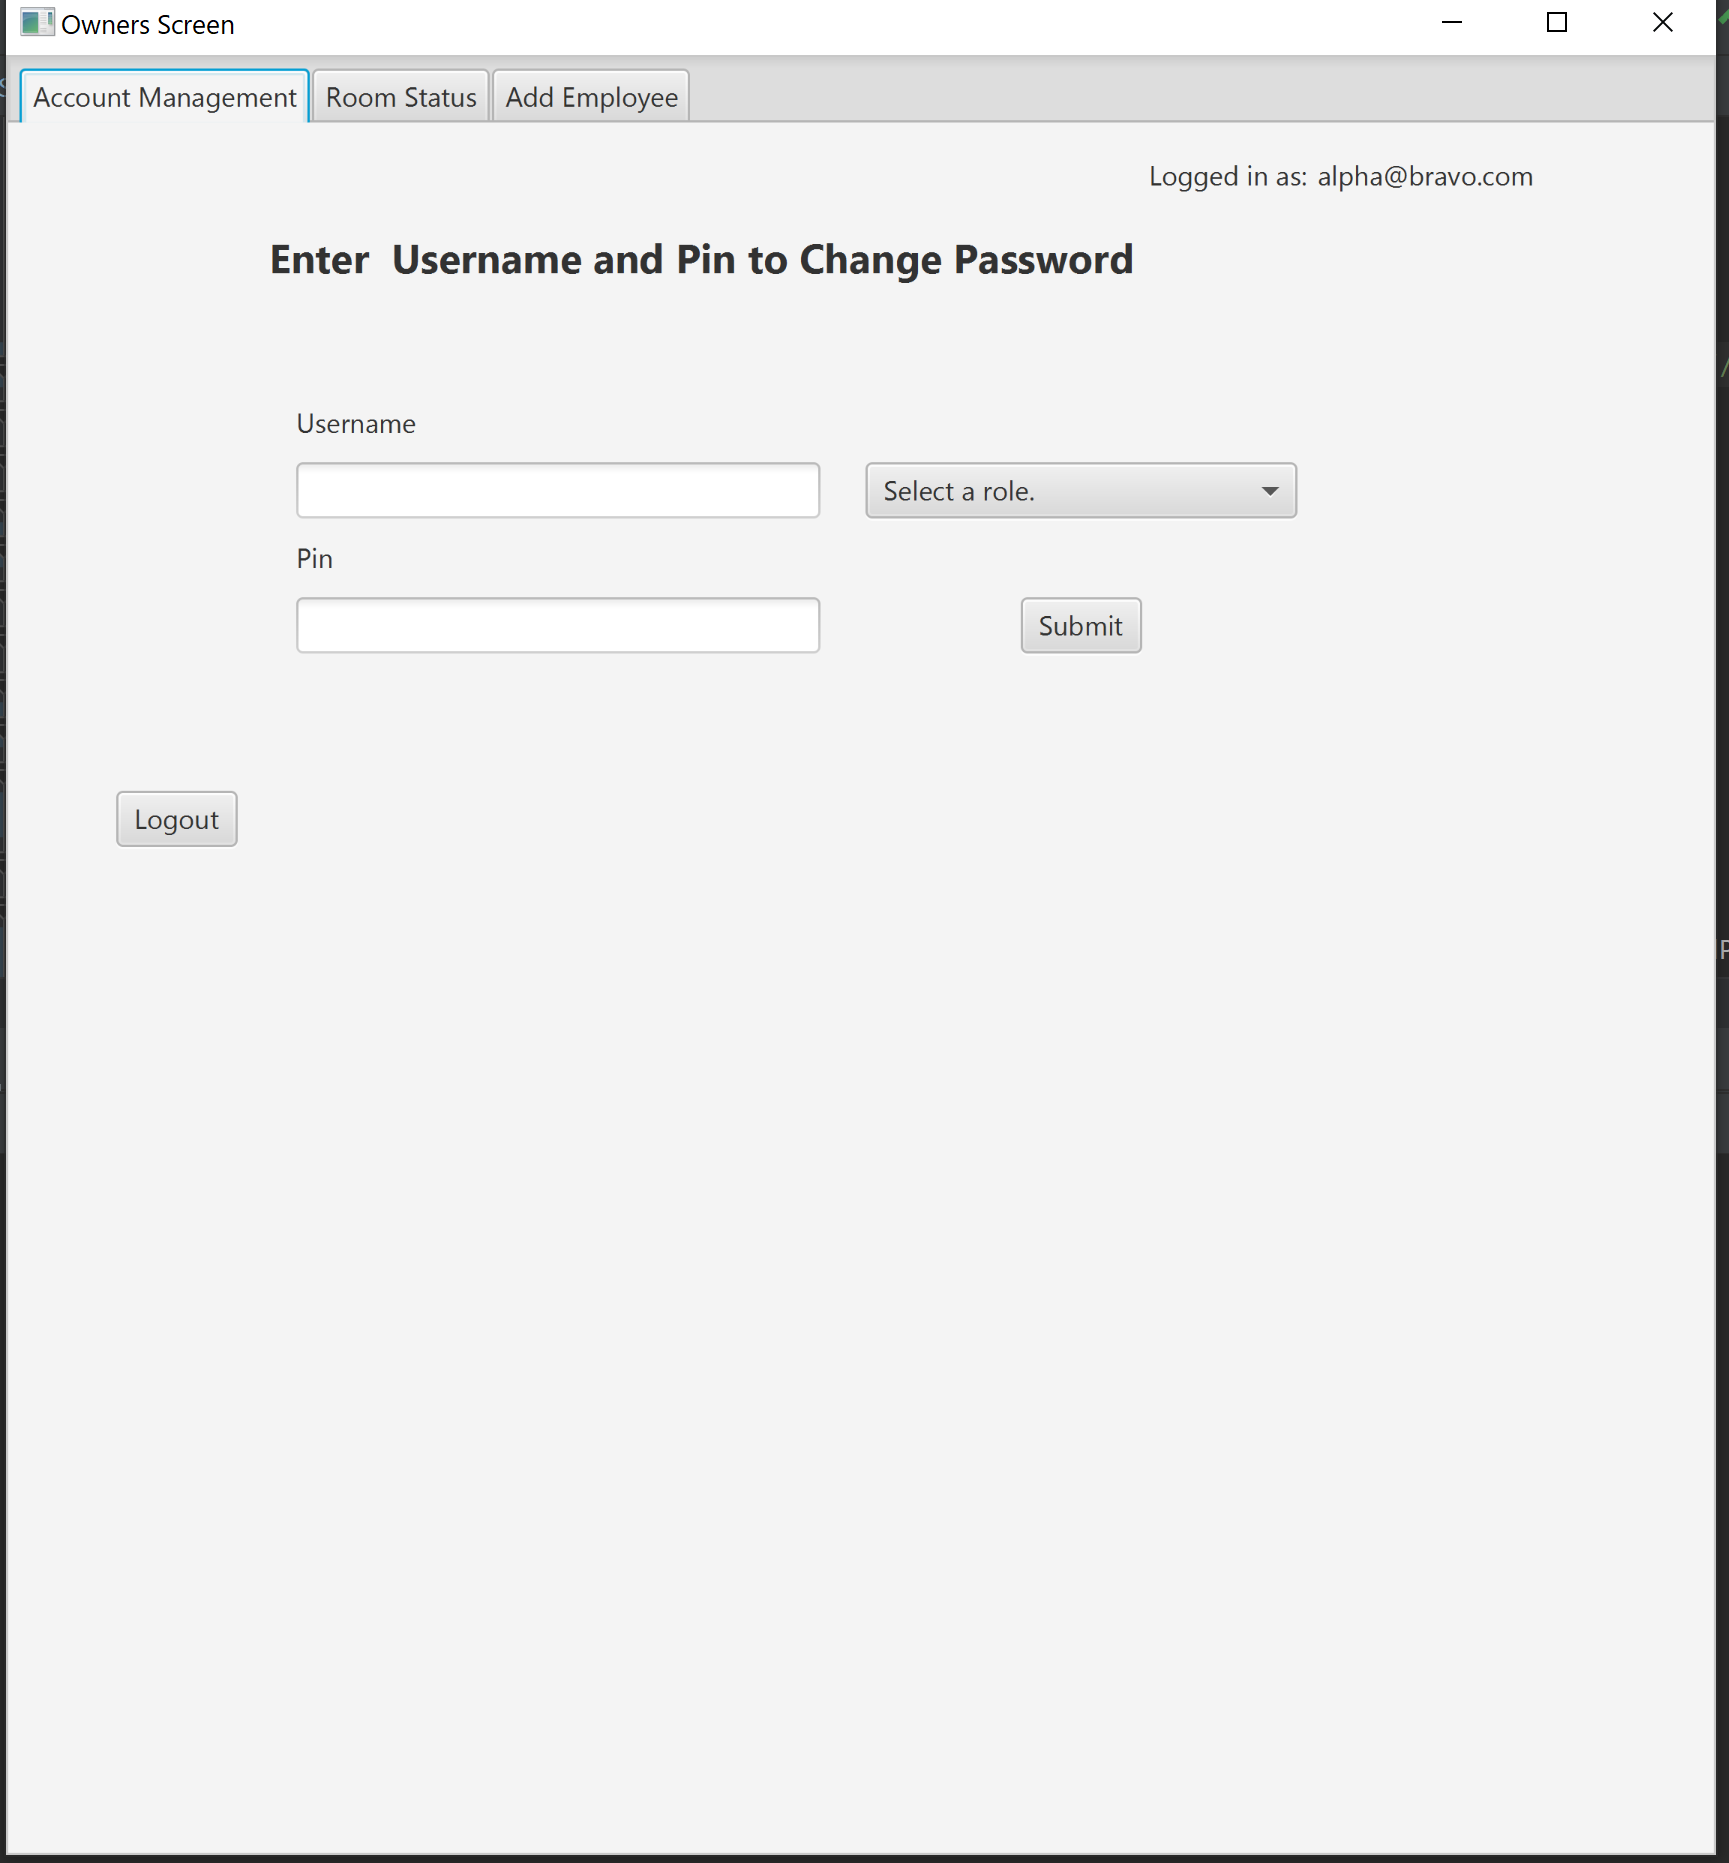 Owners Screen
Account Management Room Status Add Employee
Logged in as: alpha@bravo.com
Enter  Username and Pin to Change Password
Username
Select a role.
Pin
Submit
Logout